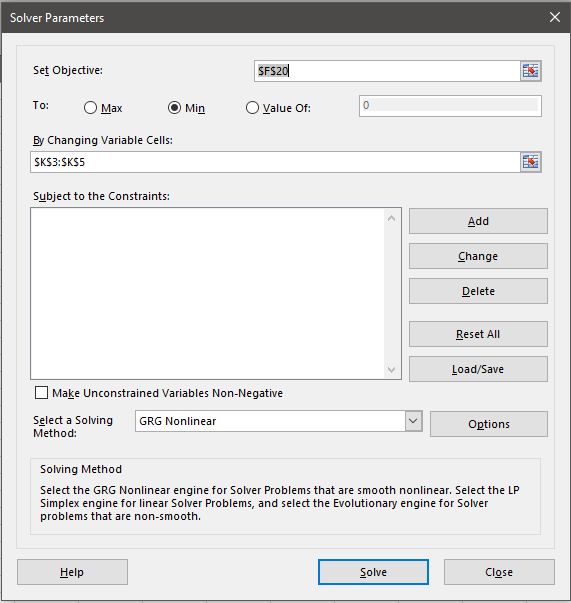 Solver Parameters
Set Objective: $F$20
To: Max Min Value Of: 0
By Changing Variable Cells:
$K$3:$K$5
Subject to the Constraints:
Add
Change
Delete
Reset All
Load/Save
Make Unconstrained Variables Non-Negative
Select a Solving
Method:
GRG Nonlinear
Options
Solving Method
Select the GRG Nonlinear engine for Solver Problems that are smooth nonlinear. Select the LP
Simplex engine for linear Solver Problems, and select the Evolutionary engine for Solver
problems that are non-smooth.
Help
Solve
Close